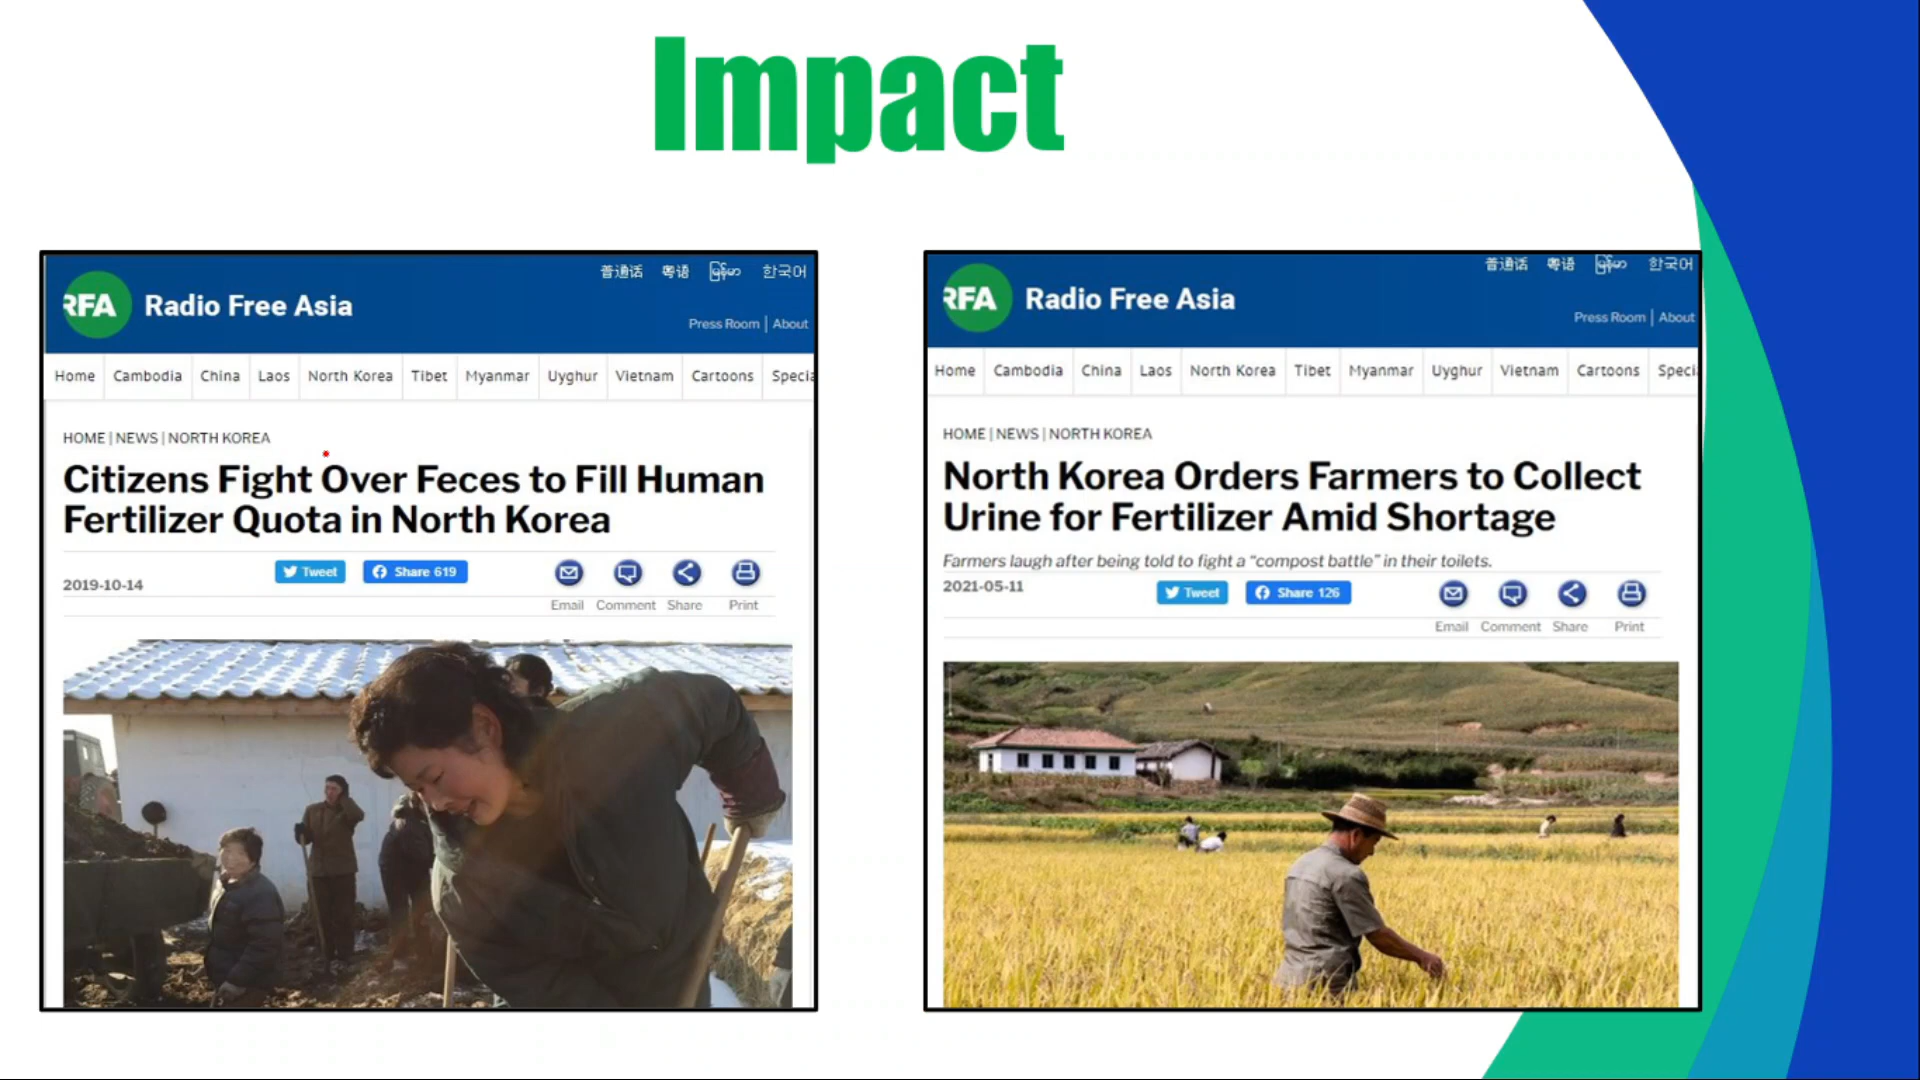 Impact
普通话 粤语 မြန်မာ 한국어
RFA Radio Free Asia
Press Room | About
Home Cambodia China Laos North Korea Tibet Myanmar Uyghur Vietnam Cartoons Specia
HOME | NEWS | NORTH KOREA
Citizens Fight Over Feces to Fill Human
Fertilizer Quota in North Korea
2019-10-14
Tweet Share 619
Email Comment Share Print
普通话 粤语 မြန်မာ 한국어
RFA Radio Free Asia
Press Room | About
Home Cambodia China Laos North Korea Tibet Myanmar Uyghur Vietnam Cartoons Speci
HOME | NEWS | NORTH KOREA
North Korea Orders Farmers to Collect
Urine for Fertilizer Amid Shortage
Farmers laugh after being told to fight a “compost battle” in their toilets.
2021-05-11
Tweet Share 126
Email Comment Share Print